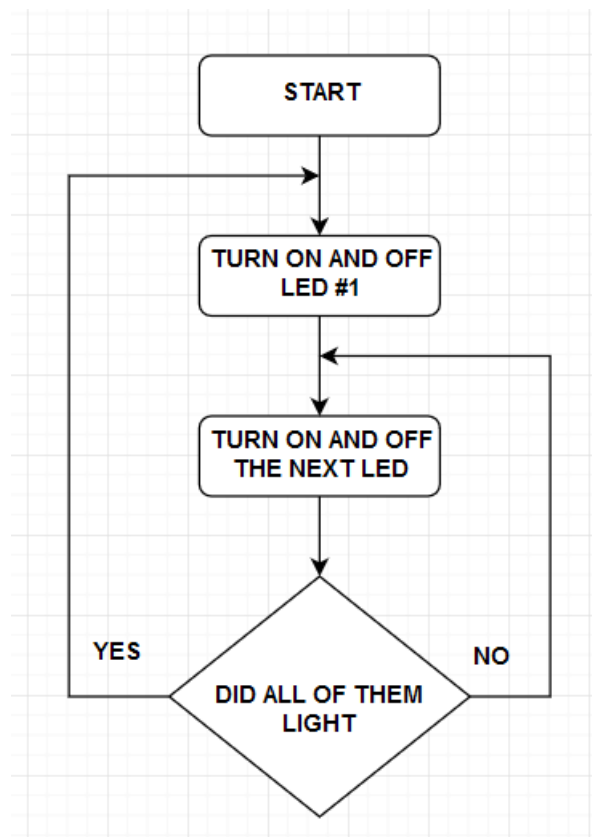 START
TURN ON AND OFF
LED #1
TURN ON AND OFF
THE NEXT LED
YES
NO
DID ALL OF THEM
LIGHT